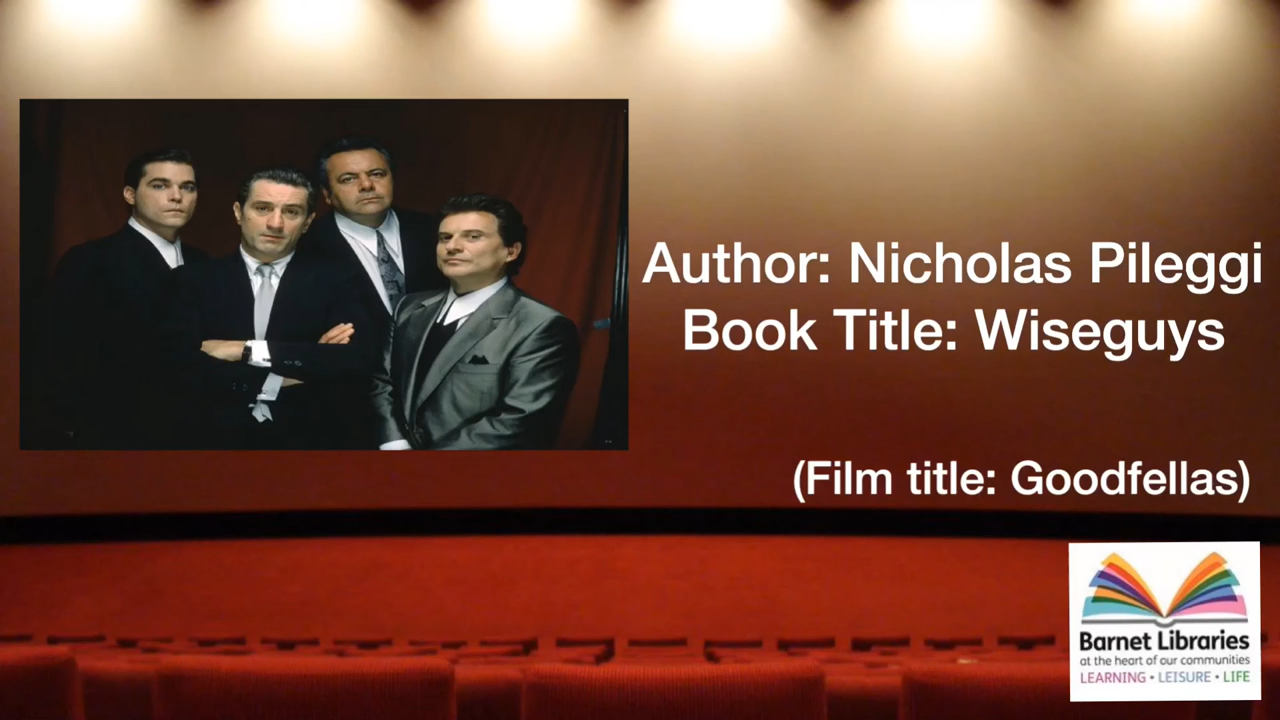 Author: Nicholas Pileggi
Book Title: Wiseguys
(Film title: Goodfellas)
Barnet Libraries
at the heart of our communities
LEARNING • LEISURE • LIFE